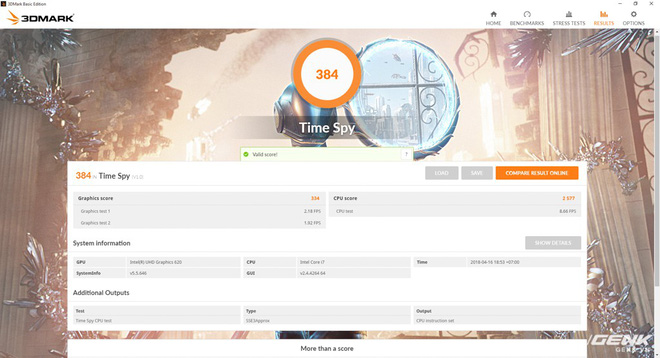 3DMark Basic Edition
3DMARK
HOME
BENCHMARKS
STRESS TESTS
RESULTS
OPTIONS
384
Time Spy
Valid score!
384 in Time Spy
LOAD
SAVE
COMPARE RESULT ONLINE
Graphics score 334
Graphics test 1 2.18 FPS
Graphics test 2 1.92 FPS
CPU score 2 577
CPU test 8.66 FPS
System information
SHOW DETAILS
GPU Intel(R) UHD Graphics 620
CPU Intel Core i7
Time 2018-04-16 18:53 +07:00
SystemInfo v5.5.646
GUI v2.4.4264 64
Additional Outputs
Test Type Output
Time Spy CPU test SSE3Approx CPU instruction set
More than a score
GENK
GENK.VN